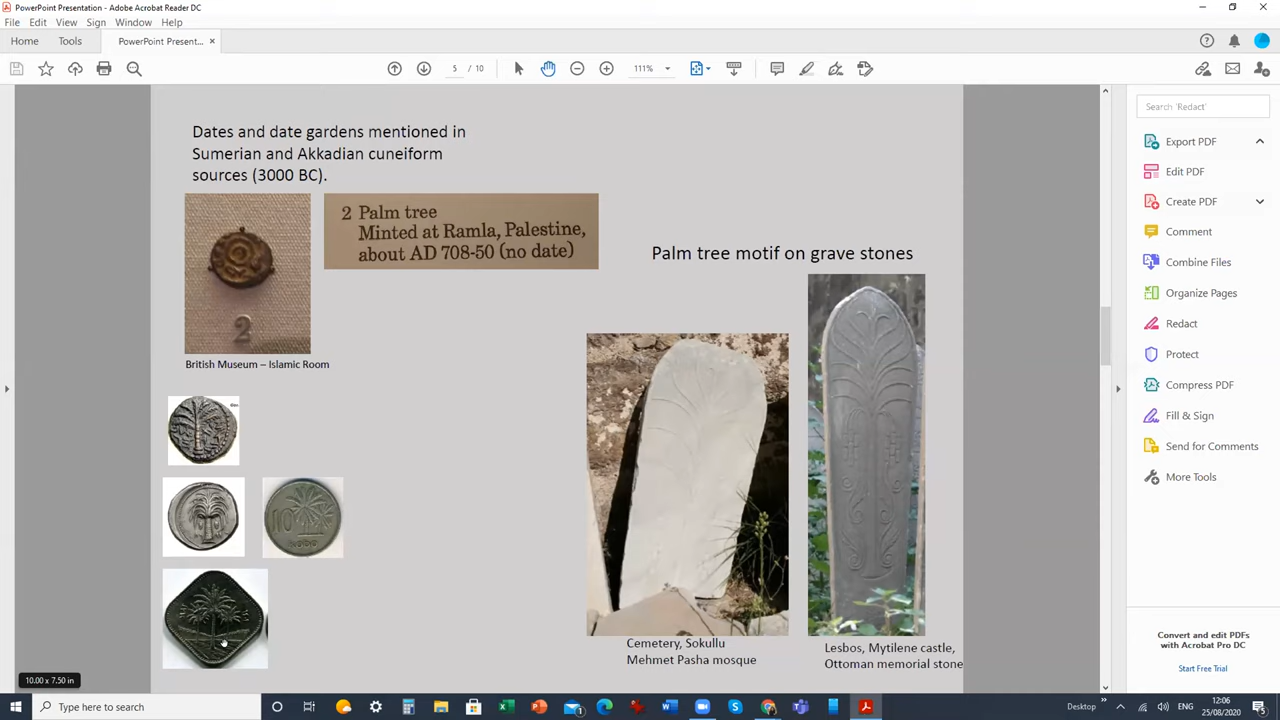 PowerPoint Presentation - Adobe Acrobat Reader DC
File Edit View Sign Window Help
Home Tools PowerPoint Present... ×
5 / 10 111%
Search 'Redact'
Export PDF
Edit PDF
Create PDF
Comment
Combine Files
Organize Pages
Redact
Protect
Compress PDF
Fill & Sign
Send for Comments
More Tools
Convert and edit PDFs
with Acrobat Pro DC
Start Free Trial
Dates and date gardens mentioned in
Sumerian and Akkadian cuneiform
sources (3000 BC).
2 Palm tree
Minted at Ramla, Palestine,
about AD 708-50 (no date)
2
British Museum – Islamic Room
Palm tree motif on grave stones
10
KOBO
Cemetery, Sokullu
Mehmet Pasha mosque
Lesbos, Mytilene castle,
Ottoman memorial stone
10.00 x 7.50 in
Type here to search
Desktop
12:06
25/08/2020